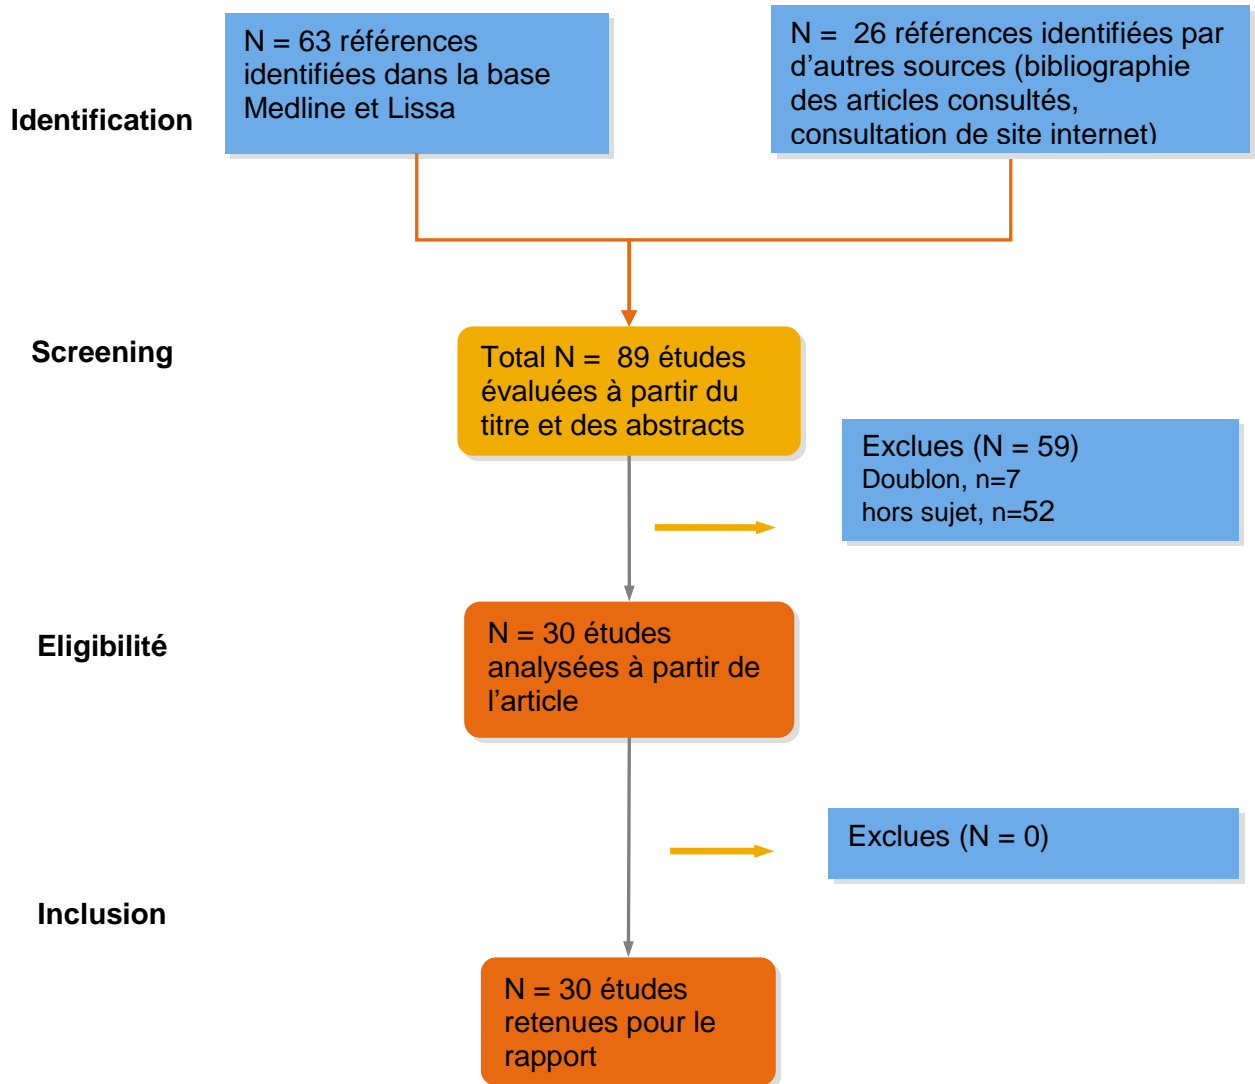 N = 63 références
identifiées dans la base
Medline et Lissa
N =  26 références identifiées par
d’autres sources (bibliographie
des articles consultés,
consultation de site internet)
Identification
Screening
Total N =  89 études
évaluées à partir du
titre et des abstracts
Exclues (N = 59)
Doublon, n=7
hors sujet, n=52
Eligibilité
N = 30 études
analysées à partir de
l’article
Exclues (N = 0)
Inclusion
N = 30 études
retenues pour le
rapport